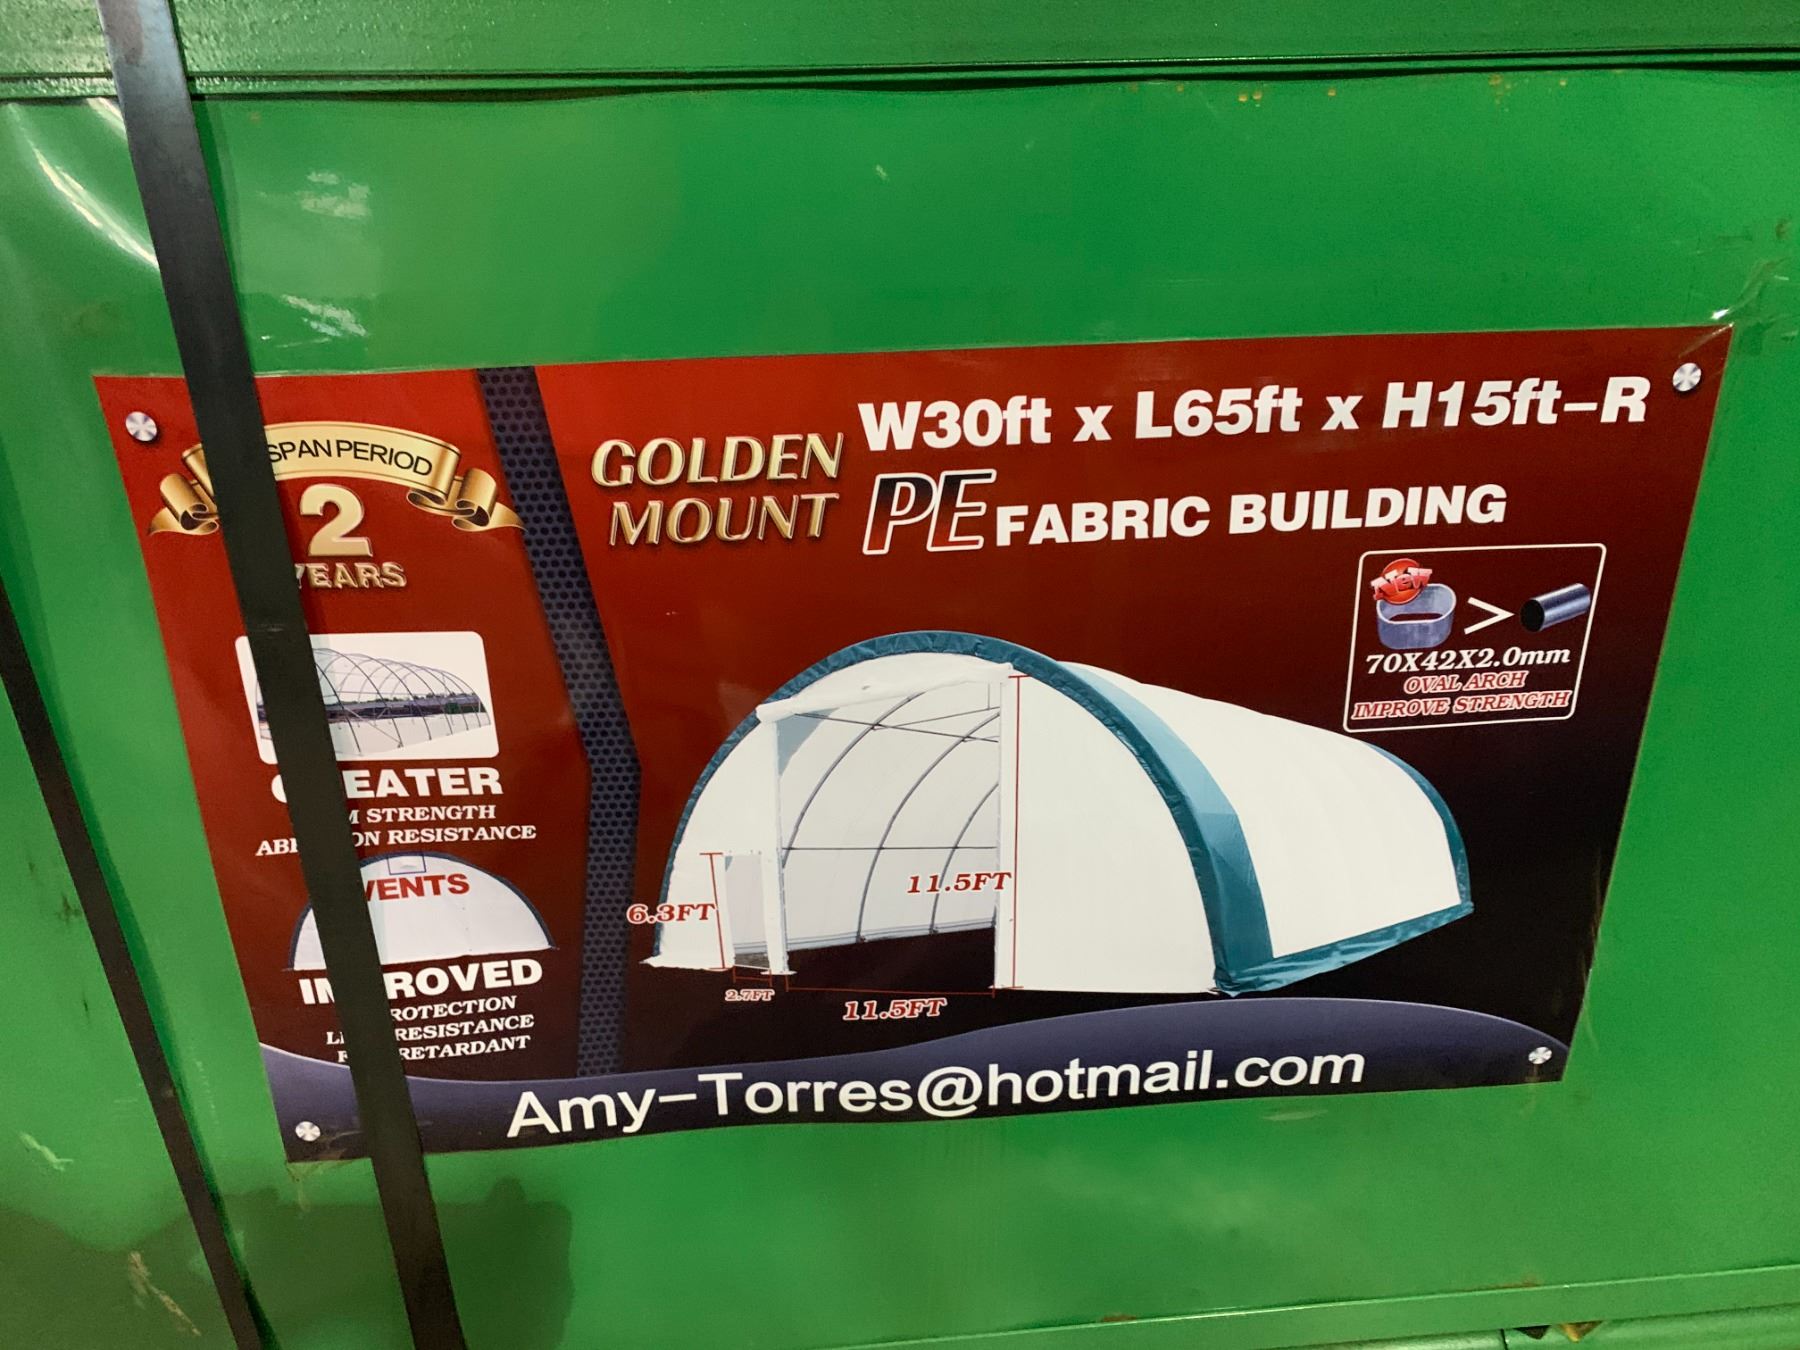 SPAN PERIOD
2
YEARS
GOLDEN
MOUNT
W30ft x L65ft x H15ft-R
PE FABRIC BUILDING
New
>
70X42X2.0mm
OVAL ARCH
IMPROVE STRENGTH
EATER
STRENGTH
RESISTANCE
VENTS
ROVED
ROTECTION
RESISTANCE
RETARDANT
6.3FT
2.7FT
11.5FT
11.5FT
Amy-Torres@hotmail.com